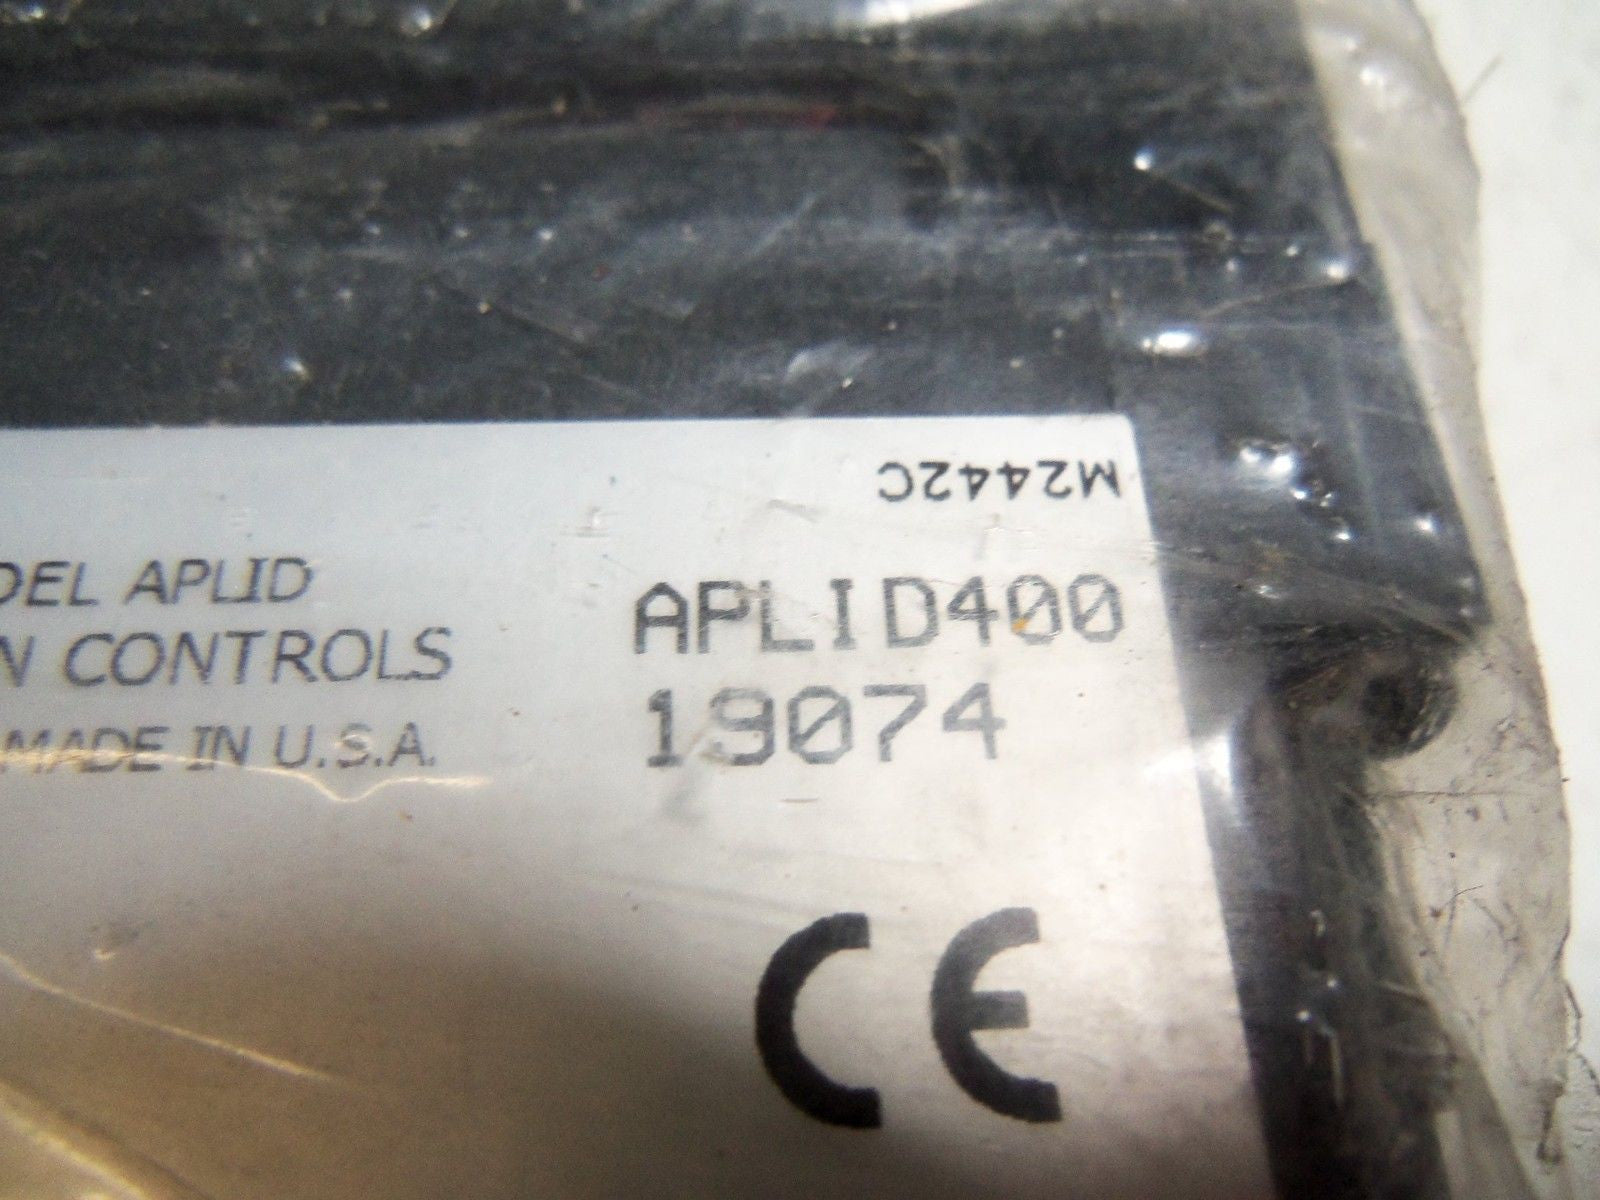 M2442C
DEL APLID
N CONTROLS
MADE IN U.S.A.
APLID400
19074
CE